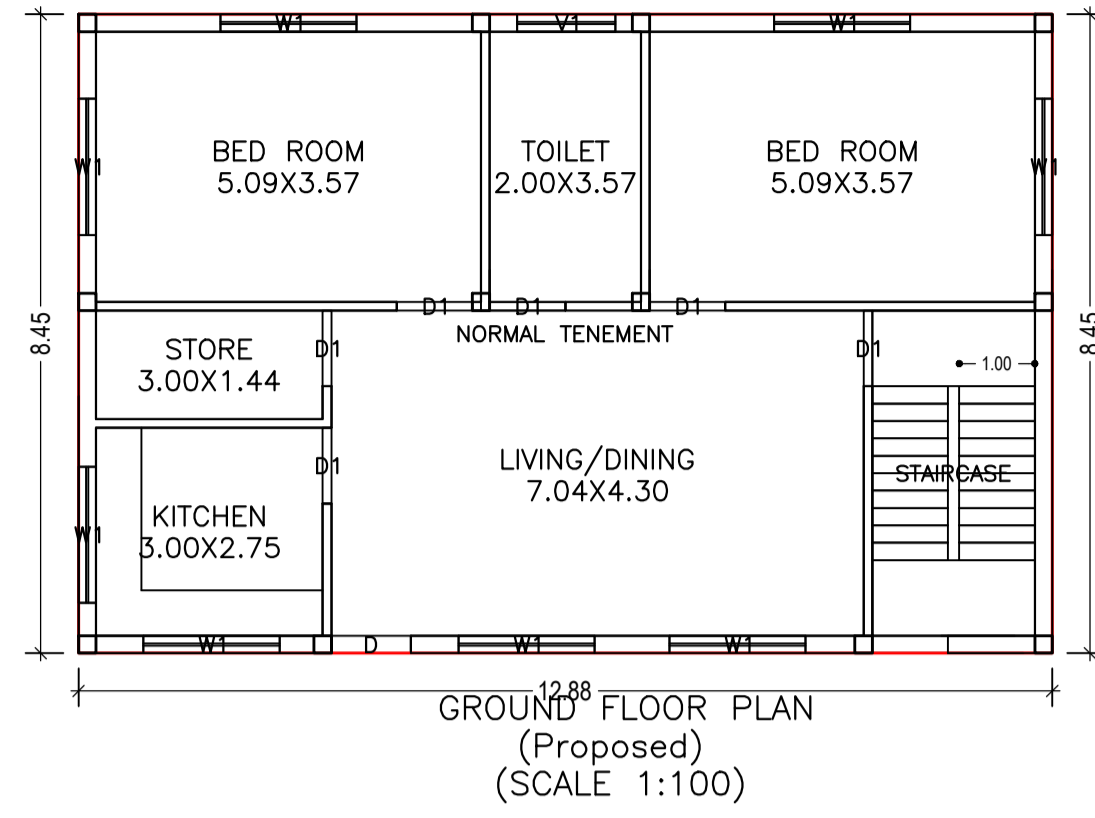 W1
V1
W1
BED ROOM
5.09X3.57
TOILET
2.00X3.57
BED ROOM
5.09X3.57
W1
W1
8.45
8.45
D1
D1
D1
NORMAL TENEMENT
STORE
3.00X1.44
D1
D1
1.00
LIVING/DINING
7.04X4.30
D1
STAIRCASE
KITCHEN
3.00X2.75
W1
W1
D
W1
W1
12.88
GROUND FLOOR PLAN
(Proposed)
(SCALE 1:100)